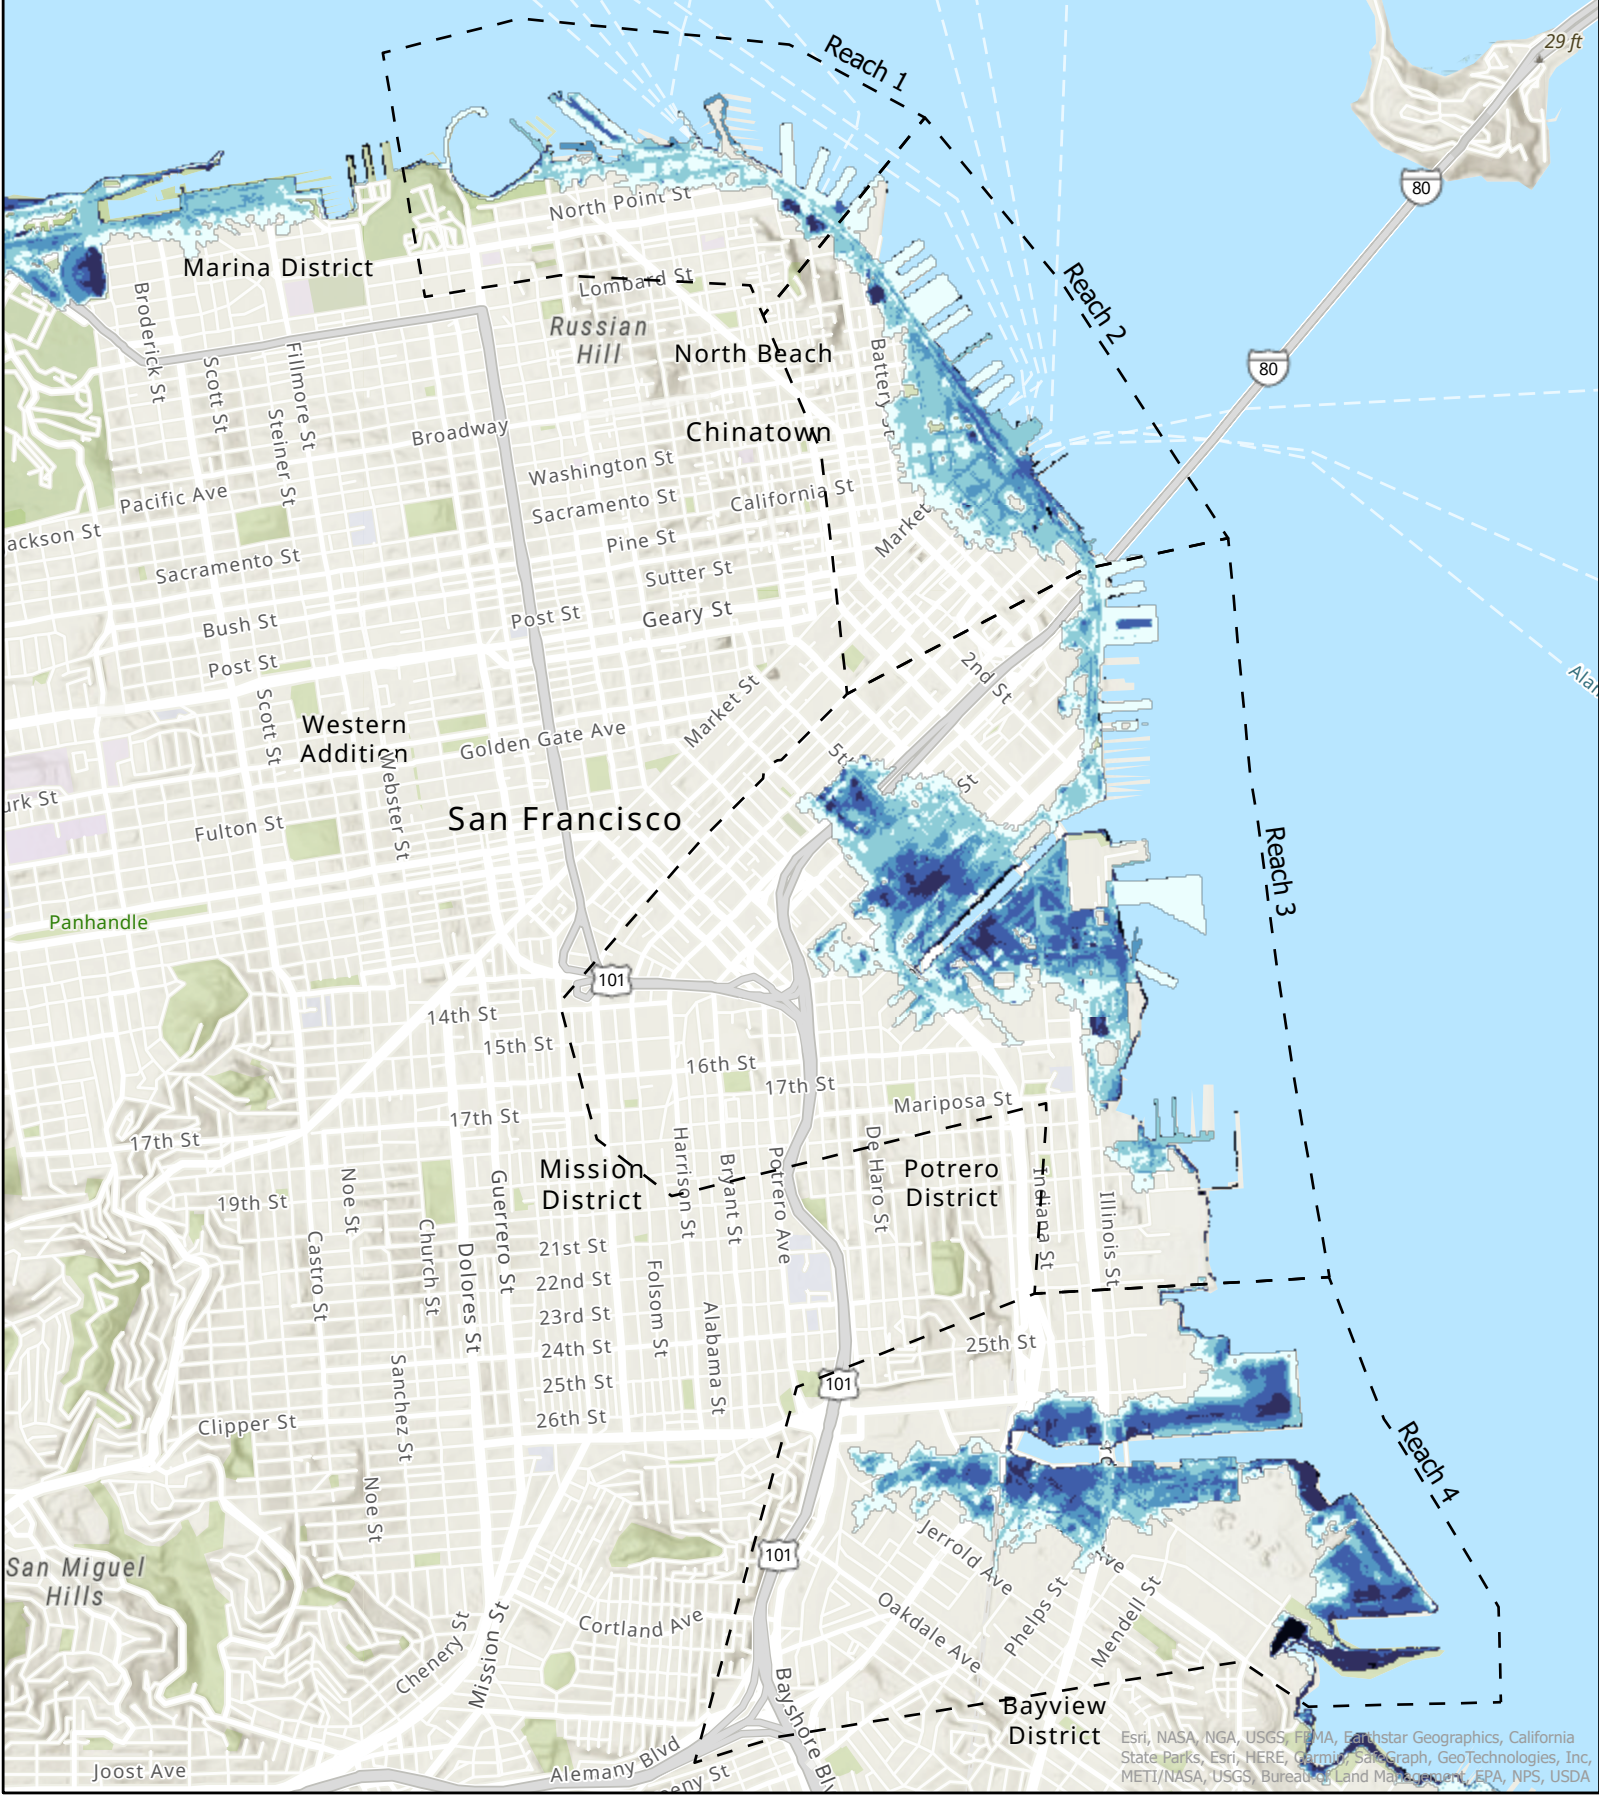 29 ft
Reach 1
80
North Point St
Marina District
Lombard St
Reach 2
Broderick St
Russian
Hill
North Beach
Scott St
Fillmore St
Battery St
80
Steiner St
Broadway
Chinatown
Washington St
Pacific Ave
Sacramento St
California St
Market
ackson St
Pine St
Sacramento St
Sutter St
Bush St
Post St
Geary St
Post St
2nd St
Alam
Scott St
Western
Addition
Market St
Golden Gate Ave
Webster St
5th
St
urk St
Fulton St
San Francisco
Reach 3
Panhandle
101
14th St
15th St
16th St
17th St
17th St
Mariposa St
17th St
Mission
District
Harrison St
Bryant St
Potrero Ave
De Haro St
Potrero
District
Indiana St
Illinois St
19th St
Noe St
Guerrero St
Castro St
Church St
Dolores St
21st St
22nd St
23rd St
24th St
25th St
26th St
Folsom St
Alabama St
25th St
Sanchez St
101
Clipper St
Reach 4
Noe St
Jerrold Ave
Ave
101
San Miguel
Hills
Oakdale Ave
Phelps St
Mendell St
Cortland Ave
Chenery St
Mission St
Bayshore Blv
Bayview
District
Joost Ave
Alemany Blvd
eny St
Esri, NASA, NGA, USGS, FEMA, Earthstar Geographics, California
State Parks, Esri, HERE, Garmin, SafeGraph, GeoTechnologies, Inc,
METI/NASA, USGS, Bureau of Land Management, EPA, NPS, USDA